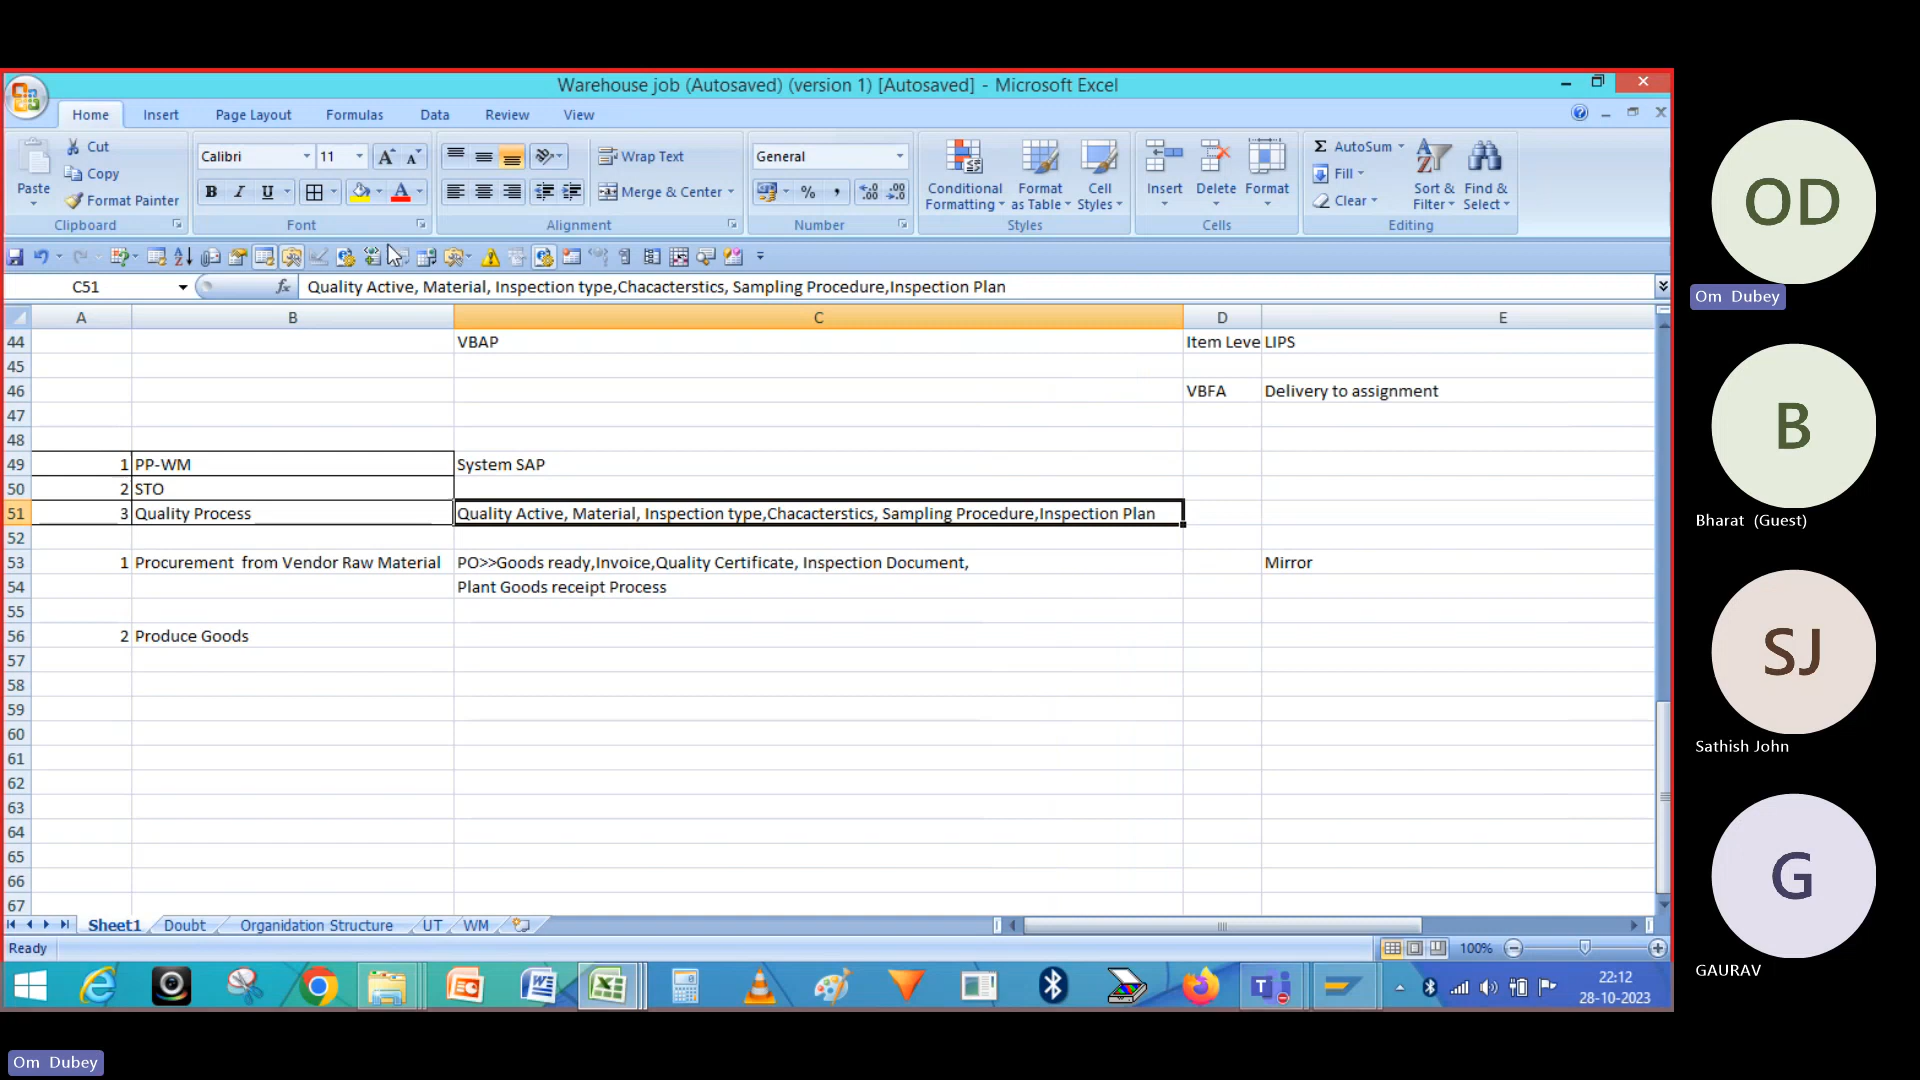 Warehouse job (Autosaved) (version 1) [Autosaved] - Microsoft Excel
Home Insert Page Layout Formulas Data Review View
Paste
Cut
Copy
Format Painter
Clipboard
Calibri 11
B I U
Font
Wrap Text
Merge & Center
Alignment
General
% ,
Number
Conditional Formatting
Format as Table
Cell Styles
Styles
Insert Delete Format
Cells
Σ AutoSum
Fill
Clear
Sort & Filter
Find & Select
Editing
C51 fx Quality Active, Material, Inspection type,Chacacterstics, Sampling Procedure,Inspection Plan
A B C D E
44 VBAP Item Leve LIPS
45
46 VBFA Delivery to assignment
47
48
49 1 PP-WM System SAP
50 2 STO
51 3 Quality Process Quality Active, Material, Inspection type,Chacacterstics, Sampling Procedure,Inspection Plan
52
53 1 Procurement from Vendor Raw Material PO>>Goods ready,Invoice,Quality Certificate, Inspection Document, Mirror
54 Plant Goods receipt Process
55
56 2 Produce Goods
57
58
59
60
61
62
63
64
65
66
67
Sheet1 Doubt Organidation Structure UT WM
Ready 100%
22:12
28-10-2023
OD
Om Dubey
B
Bharat (Guest)
SJ
Sathish John
G
GAURAV
Om Dubey